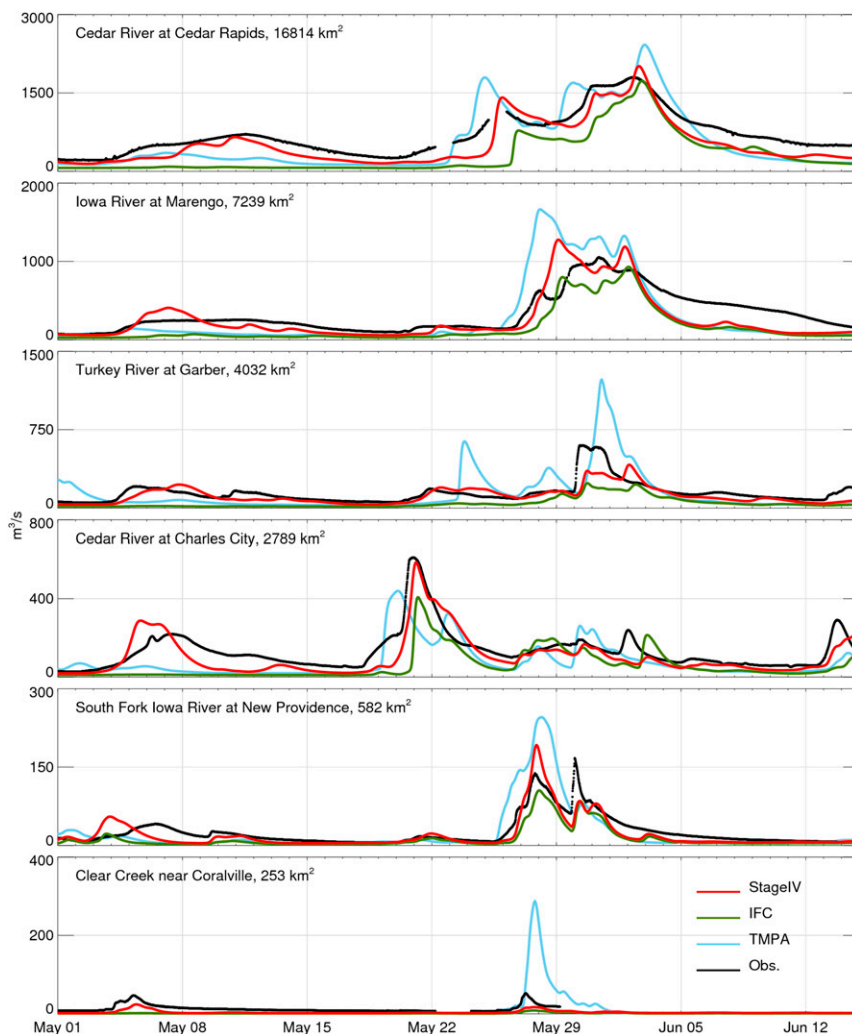 3000
Cedar River at Cedar Rapids, 16814 km²
1500
0
2000
Iowa River at Marengo, 7239 km²
1000
0
1500
Turkey River at Garber, 4032 km²
750
0
m³/s
800
Cedar River at Charles City, 2789 km²
400
0
300
South Fork Iowa River at New Providence, 582 km²
150
0
400
Clear Creek near Coralville, 253 km²
StageIV
200
IFC
TMPA
Obs.
0
May 01 May 08 May 15 May 22 May 29 Jun 05 Jun 12